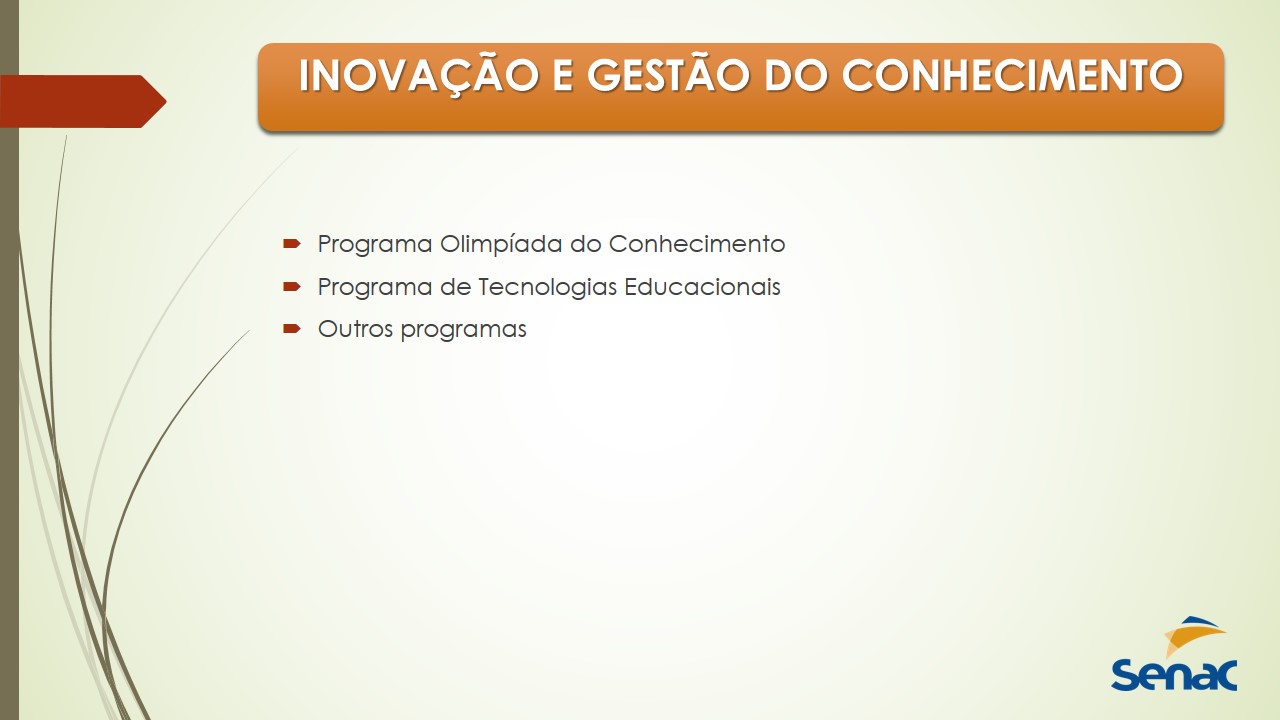 INOVAÇÃO E GESTÃO DO CONHECIMENTO
Programa Olimpíada do Conhecimento
Programa de Tecnologias Educacionais
Outros programas
Senac